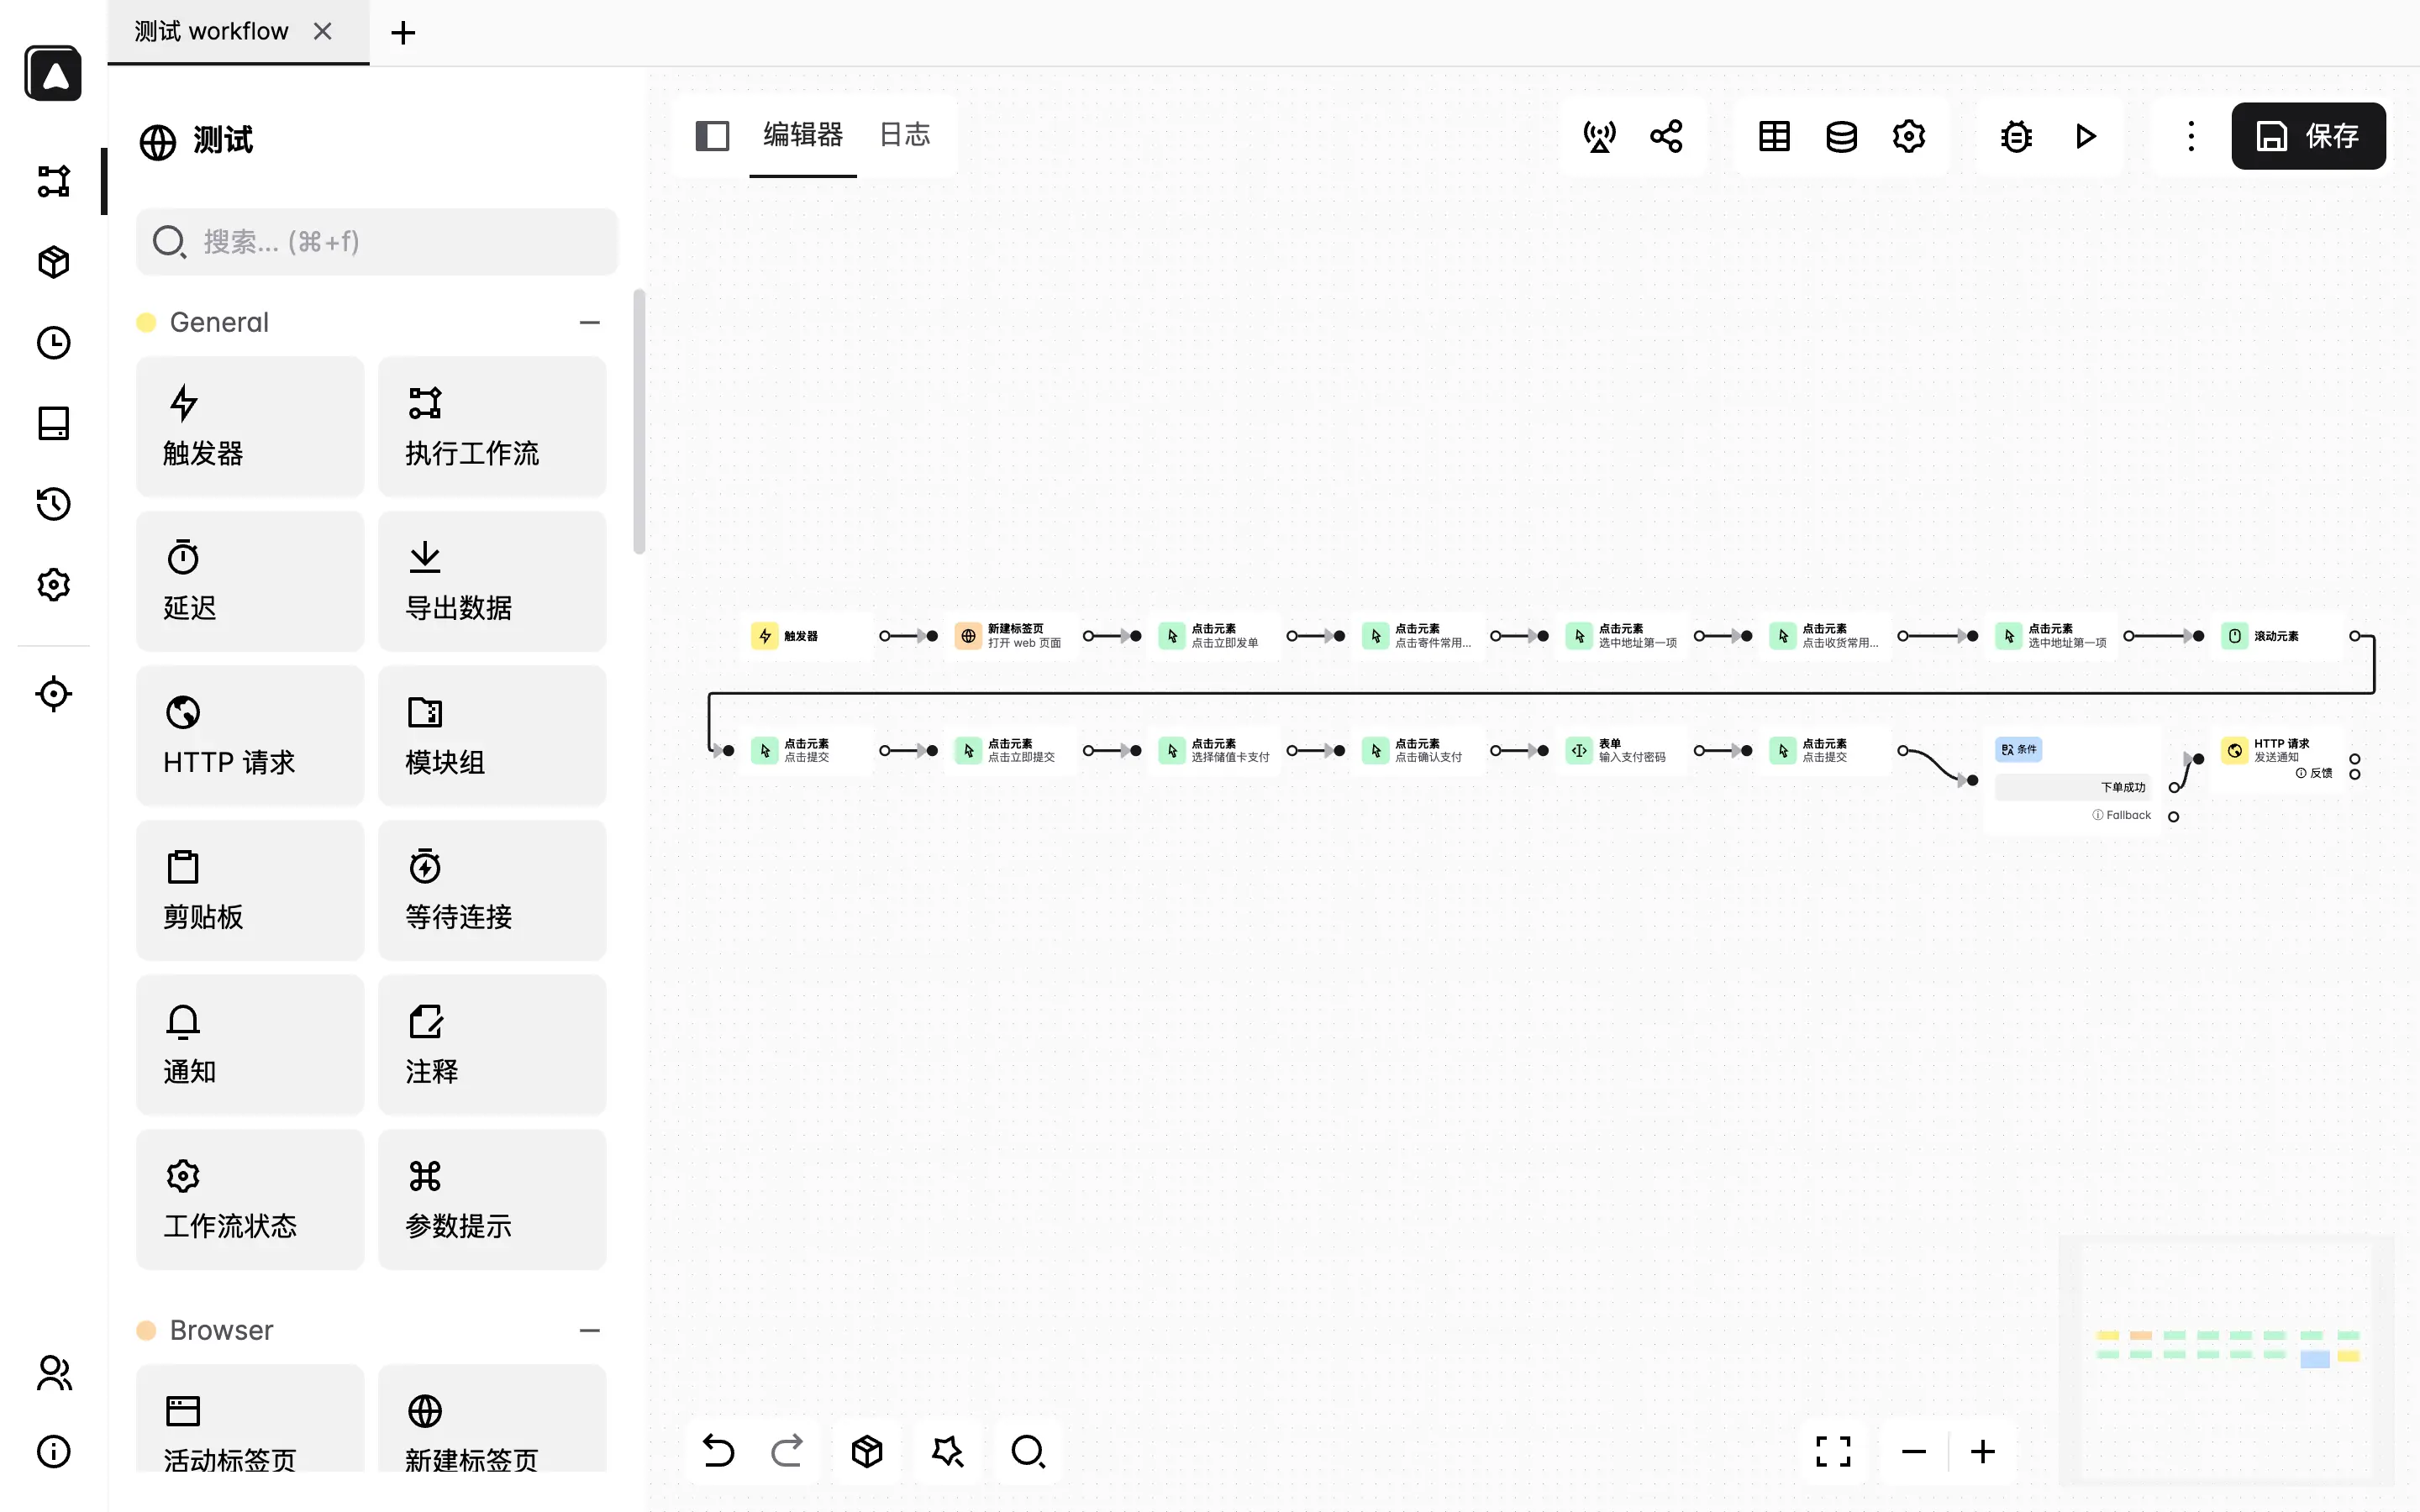 测试 workflow
测试
编辑器 日志
保存
搜索... (⌘+f)
General
触发器 执行工作流
延迟 导出数据
HTTP 请求 模块组
剪贴板 等待连接
通知 注释
工作流状态 参数提示
Browser
活动标签页 新建标签页
触发器
新建标签页
打开 web 页面
点击元素
点击立即发单
点击元素
点击寄件常用...
点击元素
选中地址第一项
点击元素
点击收货常用...
点击元素
选中地址第一项
滚动元素
点击元素
点击提交
点击元素
点击立即提交
点击元素
选择储值卡支付
点击元素
点击确认支付
表单
输入支付密码
点击元素
点击提交
条件
下单成功
Fallback
HTTP 请求
发送通知
反馈